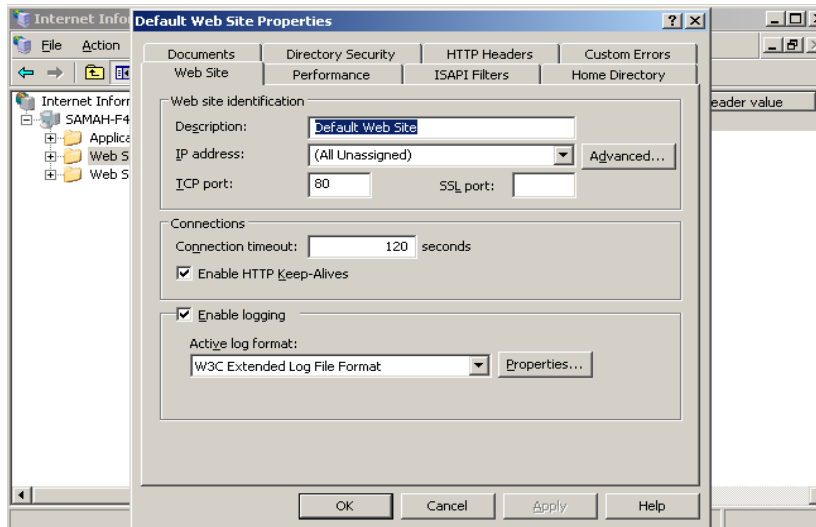 Internet Info
Default Web Site Properties
File Action
Documents Directory Security HTTP Headers Custom Errors
Web Site Performance ISAPI Filters Home Directory
Internet Inforr
SAMAH-F4
Applica
Web S
Web S
eader value
Web site identification
Description: Default Web Site
IP address: (All Unassigned) Advanced...
TCP port: 80 SSL port:
Connections
Connection timeout: 120 seconds
Enable HTTP Keep-Alives
Enable logging
Active log format:
W3C Extended Log File Format Properties...
OK Cancel Apply Help